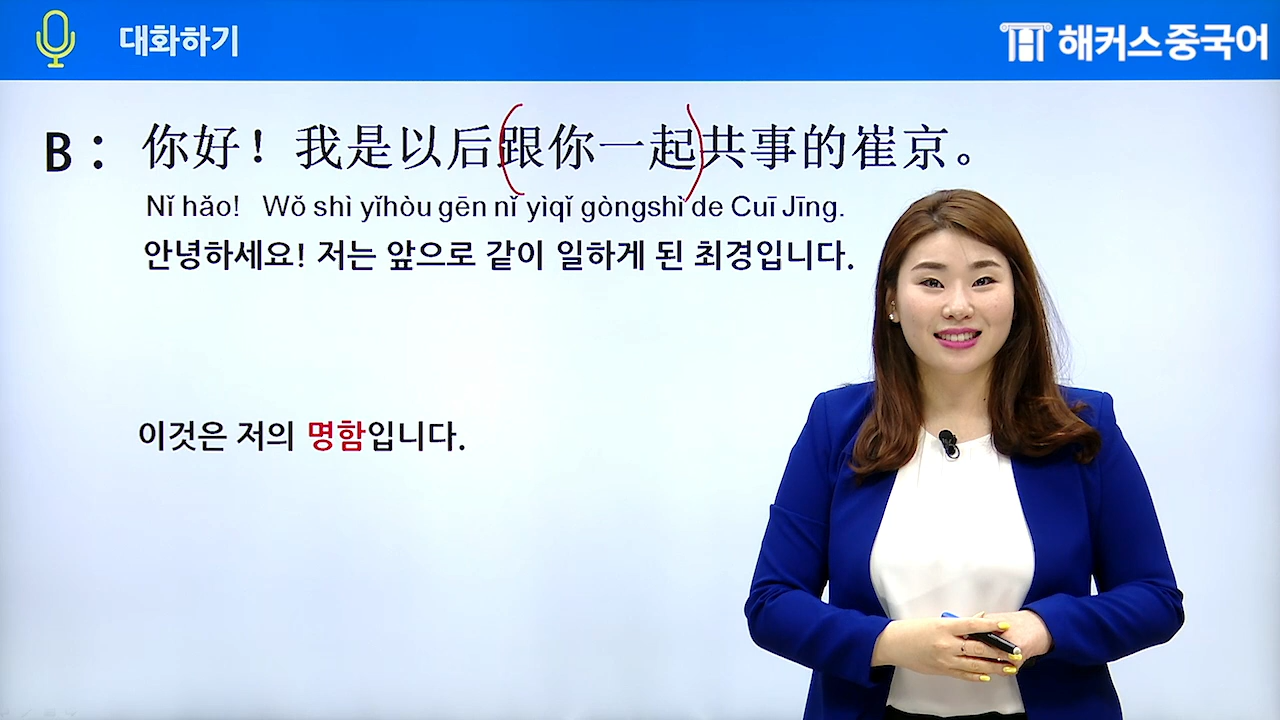 대화하기
해커스중국어
B : 你好！我是以后跟你一起共事的崔京。
Nǐ hǎo! Wǒ shì yǐhòu gēn nǐ yìqǐ gòngshì de Cuī Jīng.
안녕하세요! 저는 앞으로 같이 일하게 된 최경입니다.
이것은 저의 명함입니다.